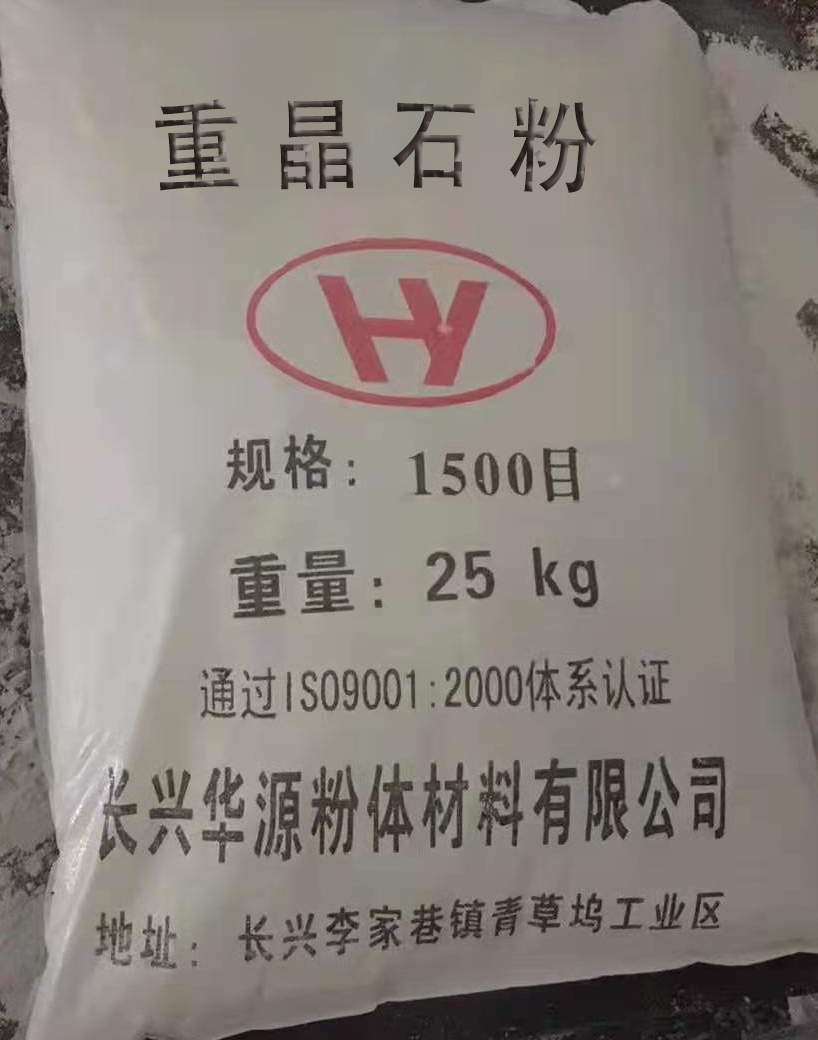 重晶石粉
HY
规格: 1500目
重量: 25 kg
通过ISO9001:2000体系认证
长兴华源粉体材料有限公司
地址: 长兴李家巷镇青草坞工业区